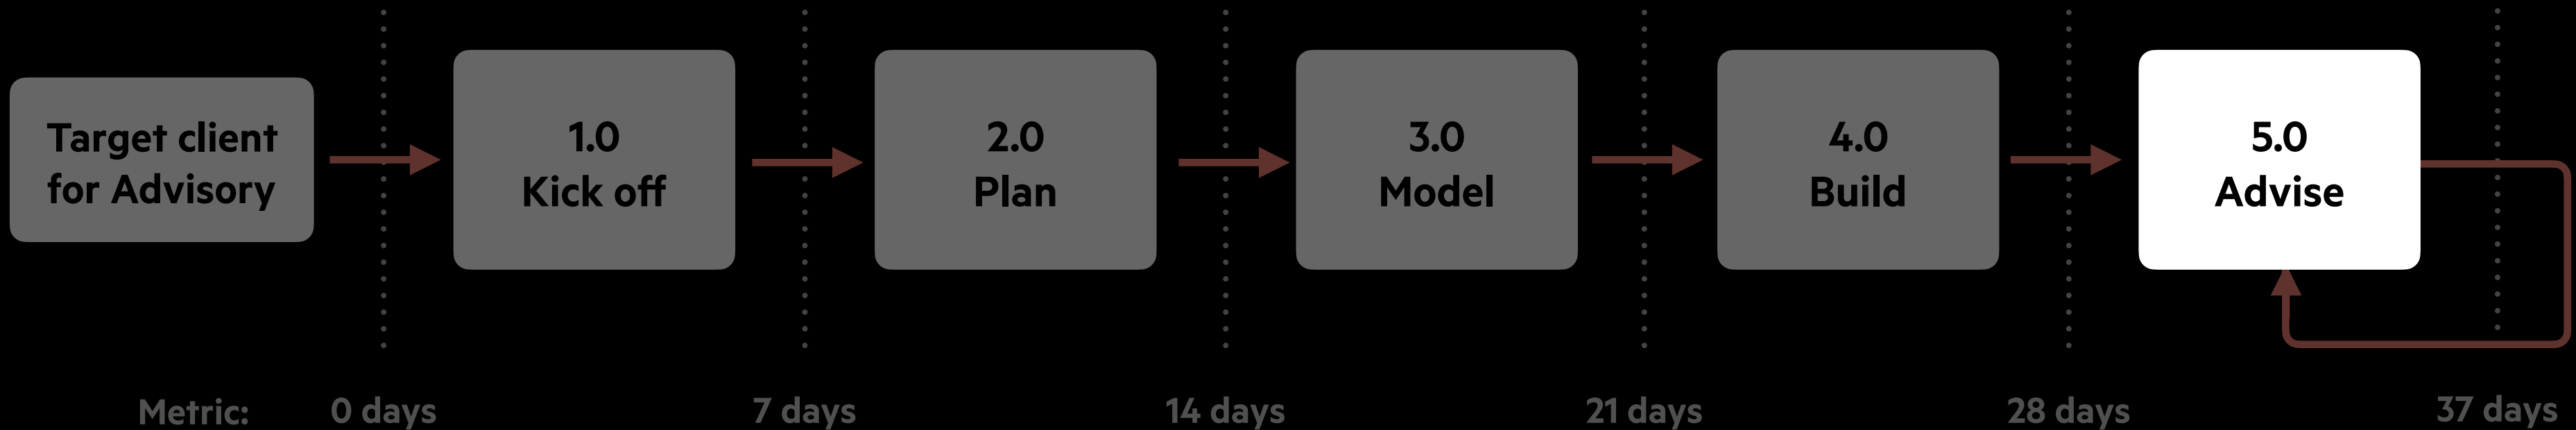 Target client
for Advisory
1.0
Kick off
2.0
Plan
3.0
Model
4.0
Build
5.0
Advise
Metric:
0 days
7 days
14 days
21 days
28 days
37 days